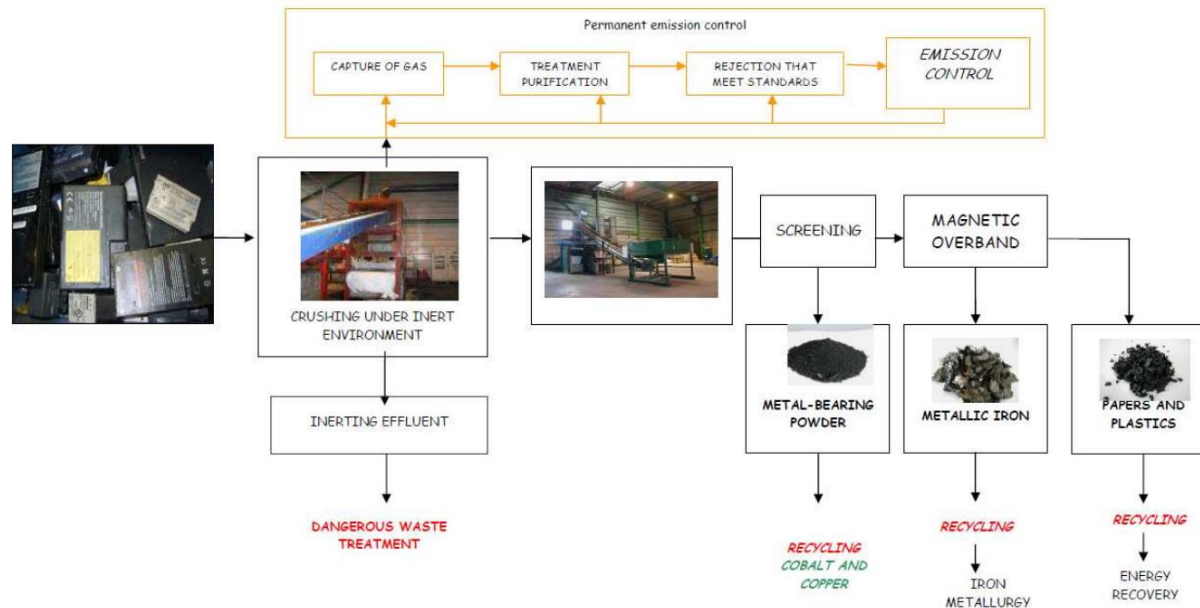 Permanent emission control
CAPTURE OF GAS
TREATMENT
PURIFICATION
REJECTION THAT
MEET STANDARDS
EMISSION
CONTROL
CRUSHING UNDER INERT
ENVIRONMENT
SCREENING
MAGNETIC
OVERBAND
INERTING EFFLUENT
METAL-BEARING
POWDER
METALLIC IRON
PAPERS AND
PLASTICS
DANGEROUS WASTE
TREATMENT
RECYCLING
COBALT AND
COPPER
RECYCLING
IRON
METALLURGY
RECYCLING
ENERGY
RECOVERY